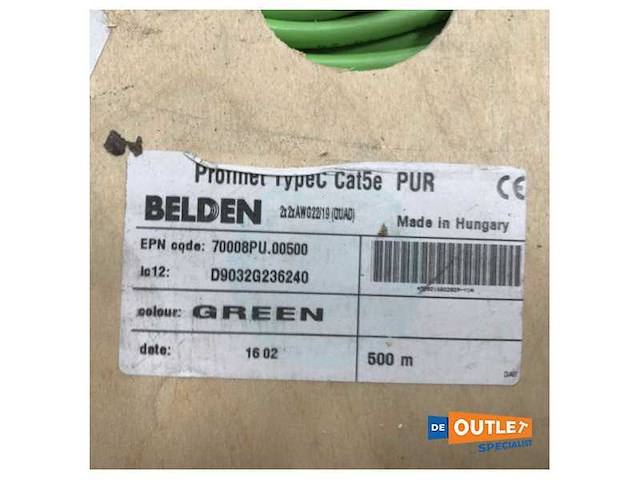 Profinet TypeC Cat5e PUR
BELDEN 2x2xAWG22/19 (QUAD)
Made in Hungary
EPN code: 70008PU.00500
lc12: D9032G236240
colour: GREEN
date: 16 02
500 m
DE OUTLET
SPECIALIST